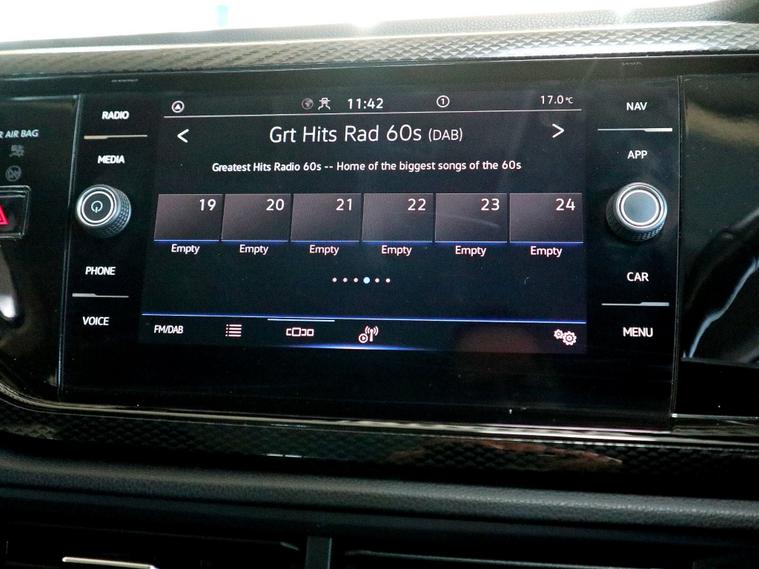 RADIO
MEDIA
PHONE
VOICE
R AIR BAG
11:42
1
17.0°C
< Grt Hits Rad 60s (DAB) >
Greatest Hits Radio 60s -- Home of the biggest songs of the 60s
19 20 21 22 23 24
Empty Empty Empty Empty Empty Empty
FM/DAB
NAV
APP
CAR
MENU